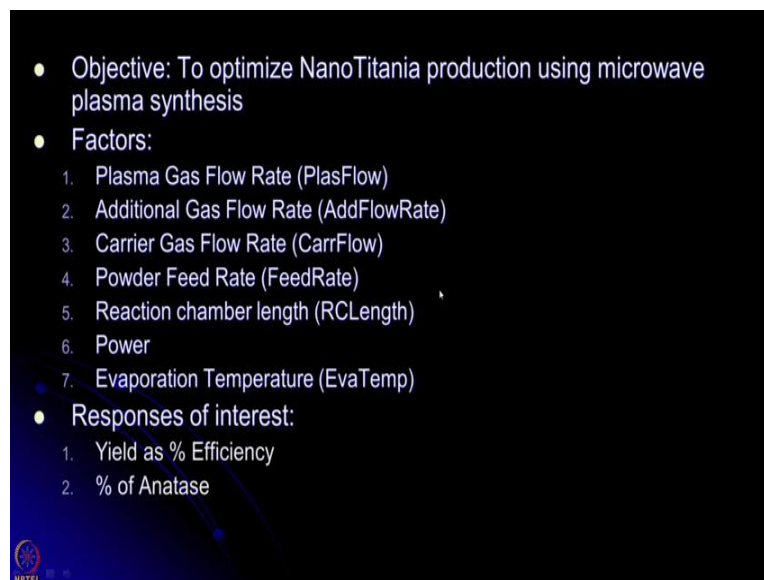 Objective: To optimize NanoTitania production using microwave
plasma synthesis
Factors:
1. Plasma Gas Flow Rate (PlasFlow)
2. Additional Gas Flow Rate (AddFlowRate)
3. Carrier Gas Flow Rate (CarrFlow)
4. Powder Feed Rate (FeedRate)
5. Reaction chamber length (RCLength)
6. Power
7. Evaporation Temperature (EvaTemp)
Responses of interest:
1. Yield as % Efficiency
2. % of Anatase
NPTEL